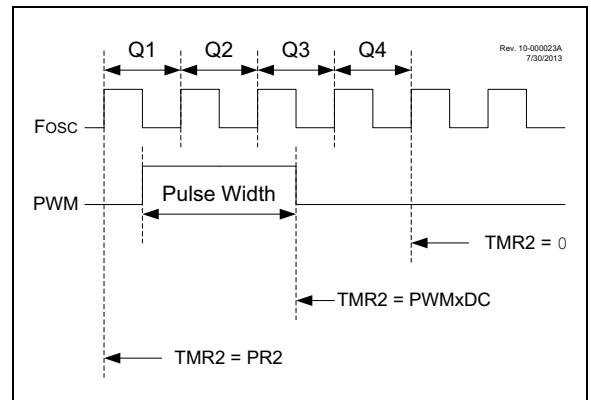 Q1 Q2 Q3 Q4
Rev. 10-000023A
7/30/2013
FOSC
PWM
Pulse Width
TMR2 = 0
TMR2 = PWMxDC
TMR2 = PR2